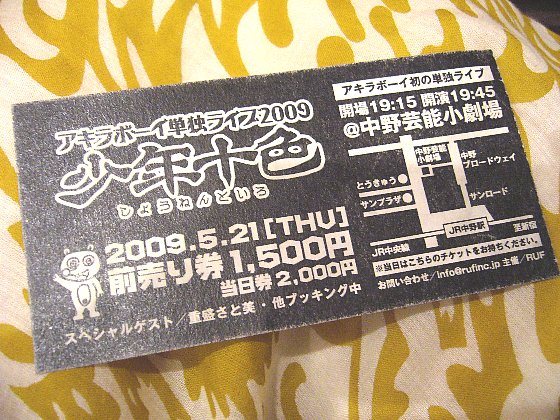 アキラボーイ単独ライブ2009
少年十色
しょうねんといろ
2009.5.21[THU]
前売り券1,500円
当日券2,000円
スペシャルゲスト/重盛さと美・他ブッキング中
アキラボーイ初の単独ライブ
開場19:15 開演19:45
@中野芸能小劇場
中野芸能
小劇場
中野
ブロードウェイ
とうきゅう
サンプラザ
サンロード
JR中野駅
至新宿
JR中央線
※当日はこちらのチケットをお持ちください。
お問い合わせ/info@rufinc.jp 主催/RUF